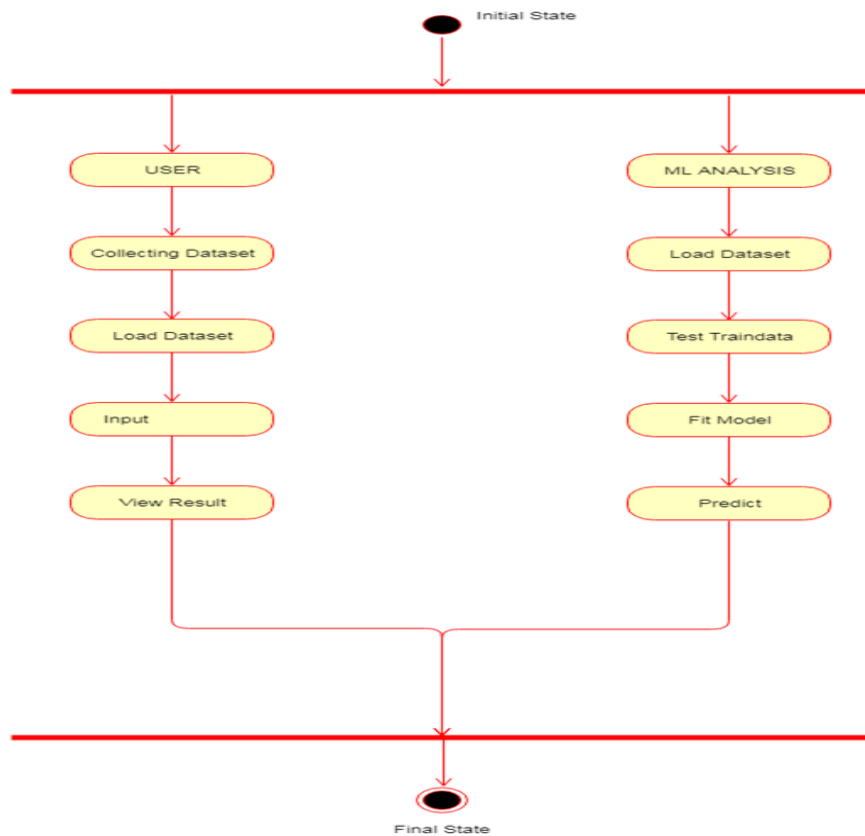 Initial State
USER
ML ANALYSIS
Collecting Dataset
Load Dataset
Load Dataset
Test Traindata
Input
Fit Model
View Result
Predict
Final State